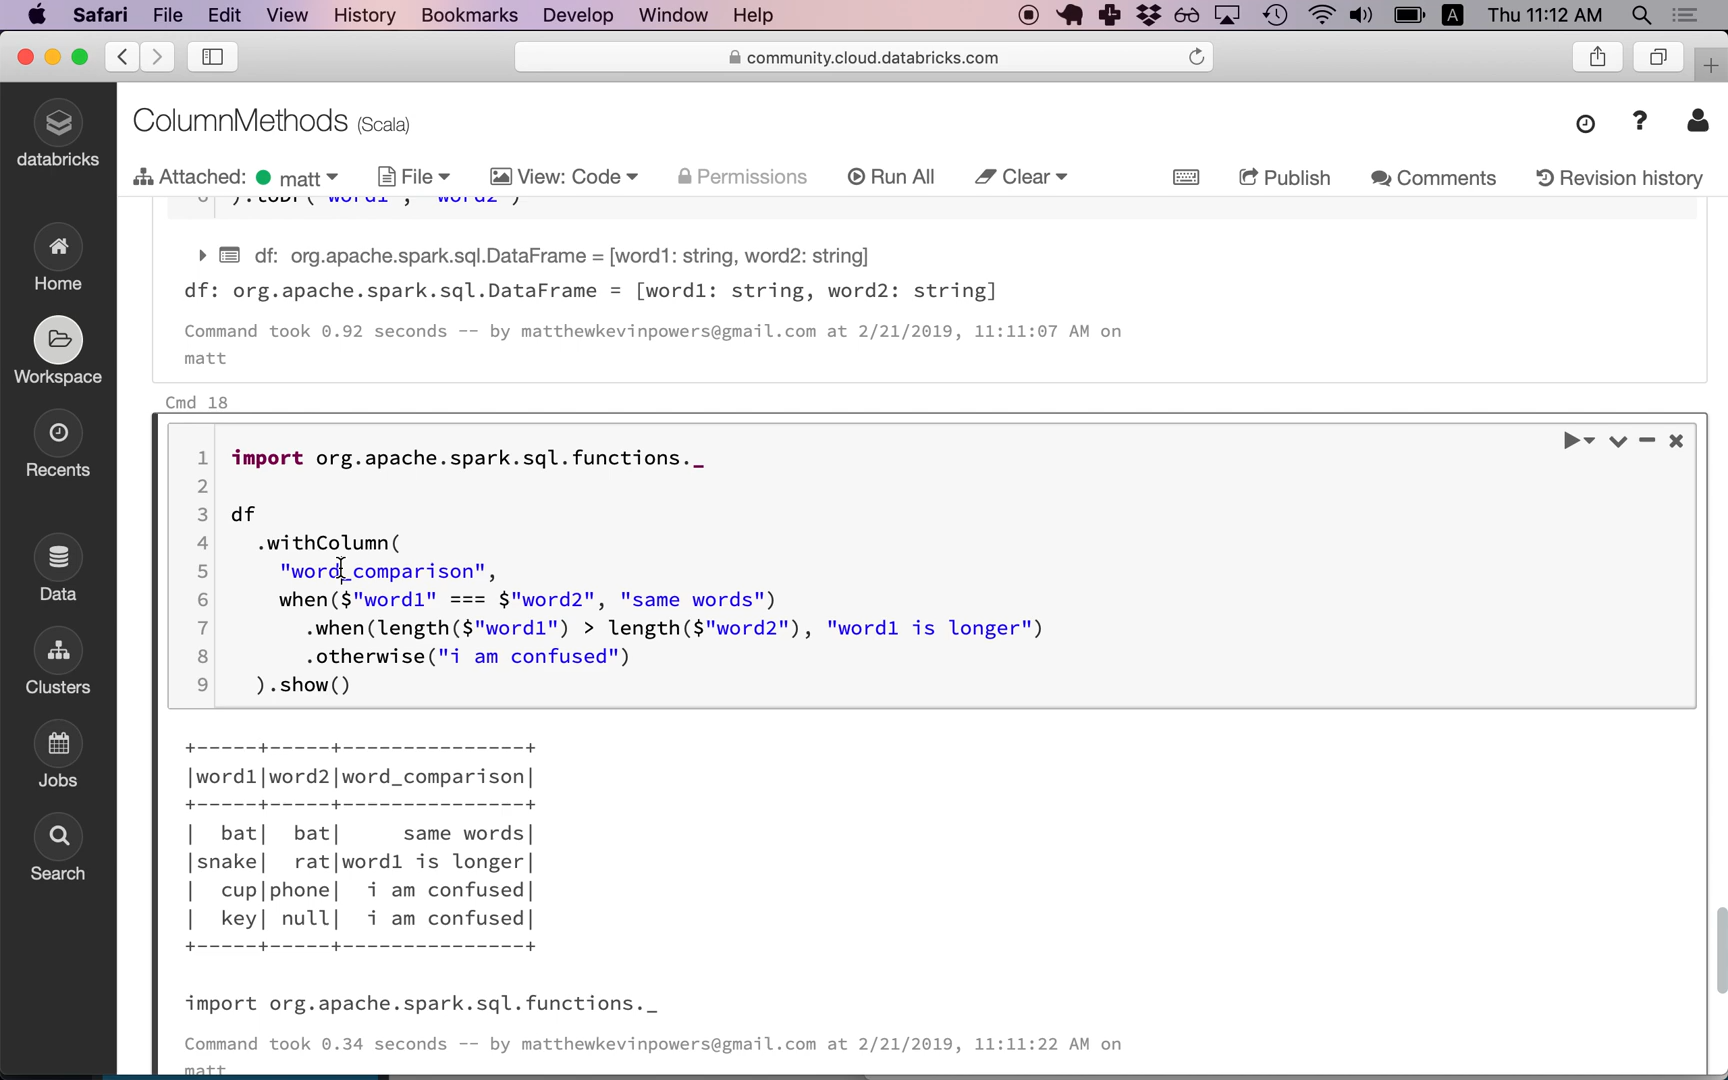 Safari File Edit View History Bookmarks Develop Window Help A Thu 11:12 AM
community.cloud.databricks.com
databricks
Home
Workspace
Recents
Data
Clusters
Jobs
Search
ColumnMethods (Scala)
Attached: matt File View: Code Permissions Run All Clear Publish Comments Revision history
).toDF("word1", "word2")
df: org.apache.spark.sql.DataFrame = [word1: string, word2: string]
df: org.apache.spark.sql.DataFrame = [word1: string, word2: string]
Command took 0.92 seconds -- by matthewkevinpowers@gmail.com at 2/21/2019, 11:11:07 AM on
matt
Cmd 18
1 import org.apache.spark.sql.functions._
2
3 df
4 .withColumn(
5 "word_comparison",
6 when($"word1" === $"word2", "same words")
7 .when(length($"word1") > length($"word2"), "word1 is longer")
8 .otherwise("i am confused")
9 ).show()
+-----+-----+---------------+
|word1|word2|word_comparison|
+-----+-----+---------------+
| bat| bat| same words|
|snake| rat|word1 is longer|
| cup|phone| i am confused|
| key| null| i am confused|
+-----+-----+---------------+
import org.apache.spark.sql.functions._
Command took 0.34 seconds -- by matthewkevinpowers@gmail.com at 2/21/2019, 11:11:22 AM on
matt